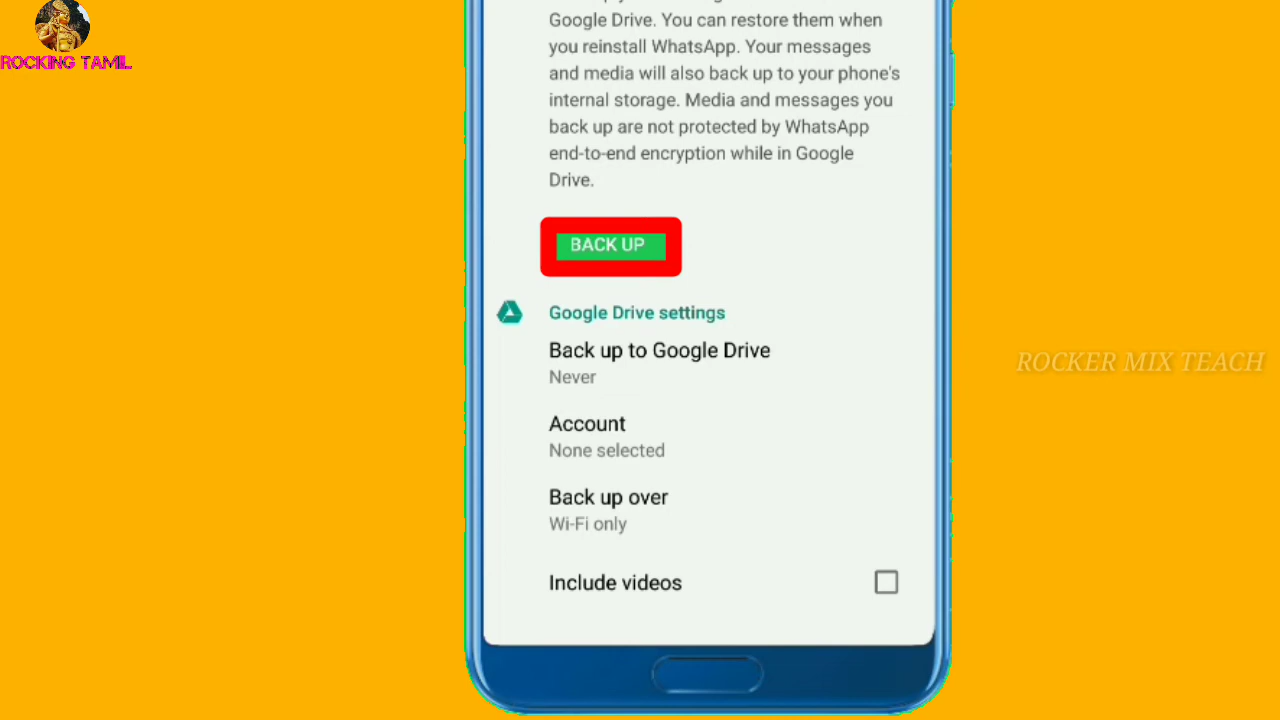 ROCKING TAMIL
Google Drive. You can restore them when
you reinstall WhatsApp. Your messages
and media will also back up to your phone's
internal storage. Media and messages you
back up are not protected by WhatsApp
end-to-end encryption while in Google
Drive.
BACK UP
Google Drive settings
Back up to Google Drive
Never
ROCKER MIX TEACH
Account
None selected
Back up over
Wi-Fi only
Include videos